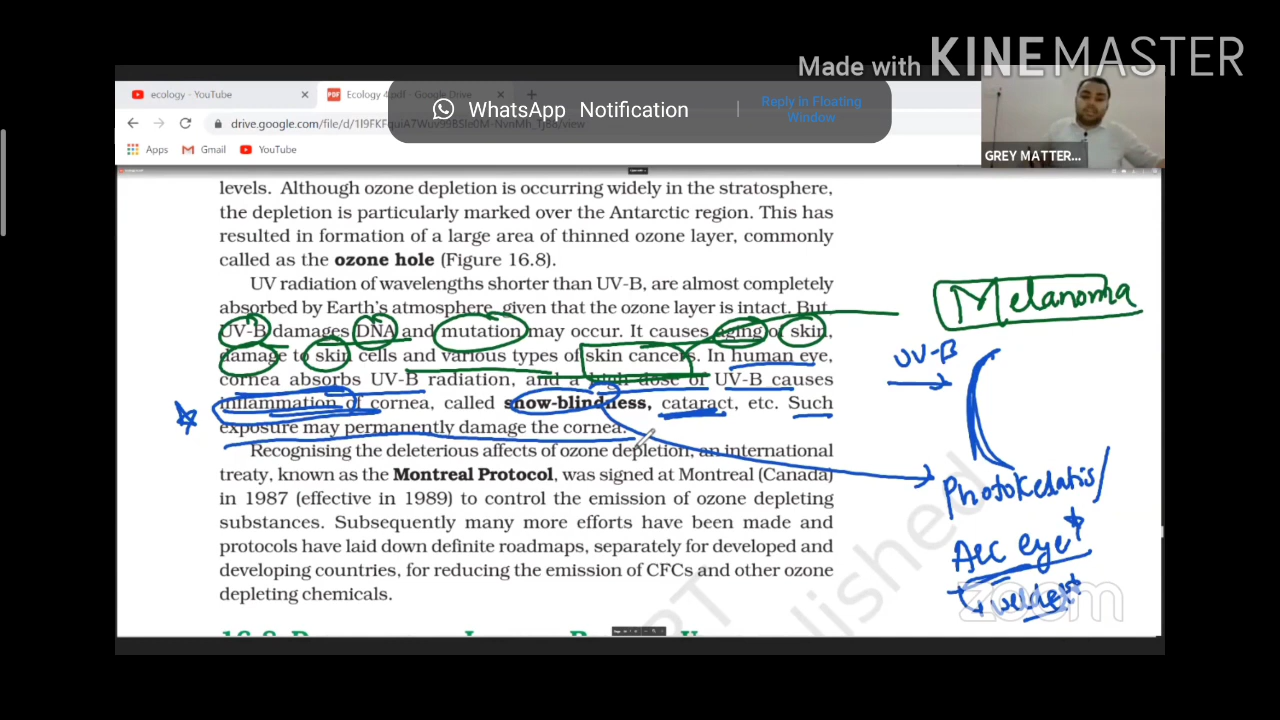 Made with KINEMASTER
ecology - YouTube
Ecology 4.pdf - Google Drive
WhatsApp Notification
Reply in Floating
Window
Apps Gmail YouTube
GREY MATTER...
levels. Although ozone depletion is occurring widely in the stratosphere,
the depletion is particularly marked over the Antarctic region. This has
resulted in formation of a large area of thinned ozone layer, commonly
called as the ozone hole (Figure 16.8).
UV radiation of wavelengths shorter than UV-B, are almost completely
absorbed by Earth's atmosphere, given that the ozone layer is intact. But
UV-B damages DNA and mutation may occur. It causes aging of skin,
damage to skin cells and various types of skin cancers. In human eye,
cornea absorbs UV-B radiation, and a high dose of UV-B causes
inflammation of cornea, called snow-blindness, cataract, etc. Such
exposure may permanently damage the cornea.
Recognising the deleterious affects of ozone depletion, an international
treaty, known as the Montreal Protocol, was signed at Montreal (Canada)
in 1987 (effective in 1989) to control the emission of ozone depleting
substances. Subsequently many more efforts have been made and
protocols have laid down definite roadmaps, separately for developed and
developing countries, for reducing the emission of CFCs and other ozone
depleting chemicals.
Melanoma
UV-B
Photokeratitis/
Arc eye
zoom